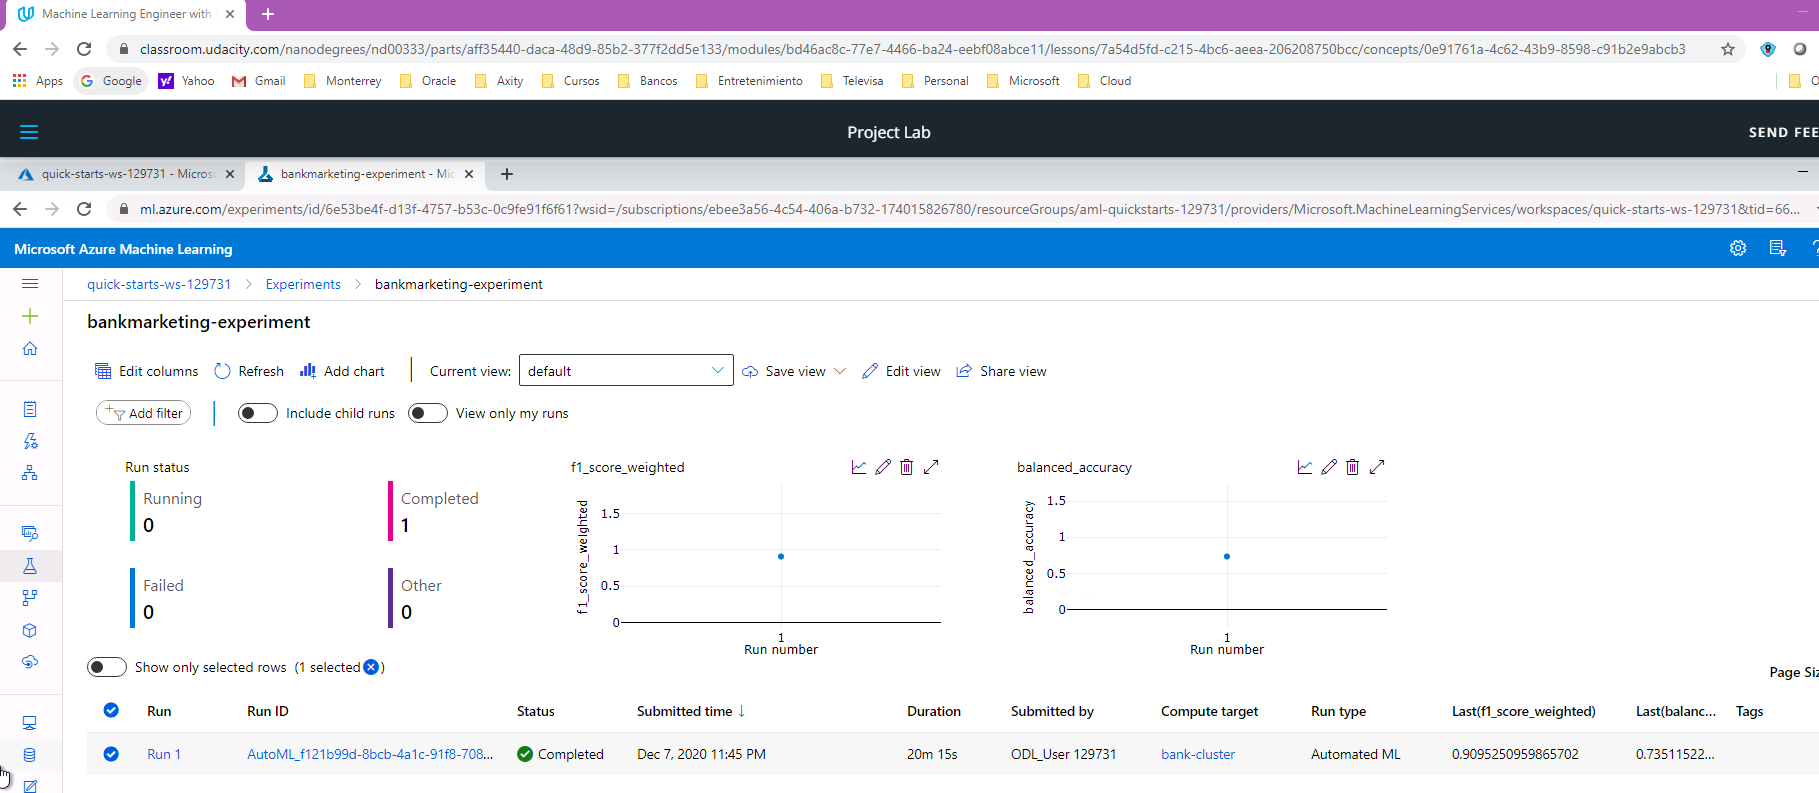 Machine Learning Engineer with
classroom.udacity.com/nanodegrees/nd00333/parts/aff35440-daca-48d9-85b2-377f2dd5e133/modules/bd46ac8c-77e7-4466-ba24-eebf08abce11/lessons/7a54d5fd-c215-4bc6-aeea-206208750bcc/concepts/0e91761a-4c62-43b9-8598-c91b2e9abcb3
Apps Google Yahoo Gmail Monterrey Oracle Axity Cursos Bancos Entretenimiento Televisa Personal Microsoft Cloud O
Project Lab SEND FEE
quick-starts-ws-129731 - Micros bankmarketing-experiment - Mic
ml.azure.com/experiments/id/6e53be4f-d13f-4757-b53c-0c9fe91f6f61?wsid=/subscriptions/ebee3a56-4c54-406a-b732-174015826780/resourceGroups/aml-quickstarts-129731/providers/Microsoft.MachineLearningServices/workspaces/quick-starts-ws-129731&tid=66...
Microsoft Azure Machine Learning
quick-starts-ws-129731 > Experiments > bankmarketing-experiment
bankmarketing-experiment
Edit columns Refresh Add chart Current view: default Save view Edit view Share view
Add filter Include child runs View only my runs
Run status
Running
0
Completed
1
Failed
0
Other
0
f1_score_weighted
f1_score_weighted
1.5
1
0.5
0
1
Run number
balanced_accuracy
balanced_accuracy
1.5
1
0.5
0
1
Run number
Show only selected rows (1 selected )
Page Siz
Run Run ID Status Submitted time ↓ Duration Submitted by Compute target Run type Last(f1_score_weighted) Last(balanc... Tags
Run 1 AutoML_f121b99d-8bcb-4a1c-91f8-708... Completed Dec 7, 2020 11:45 PM 20m 15s ODL_User 129731 bank-cluster Automated ML 0.9095250959865702 0.73511522...